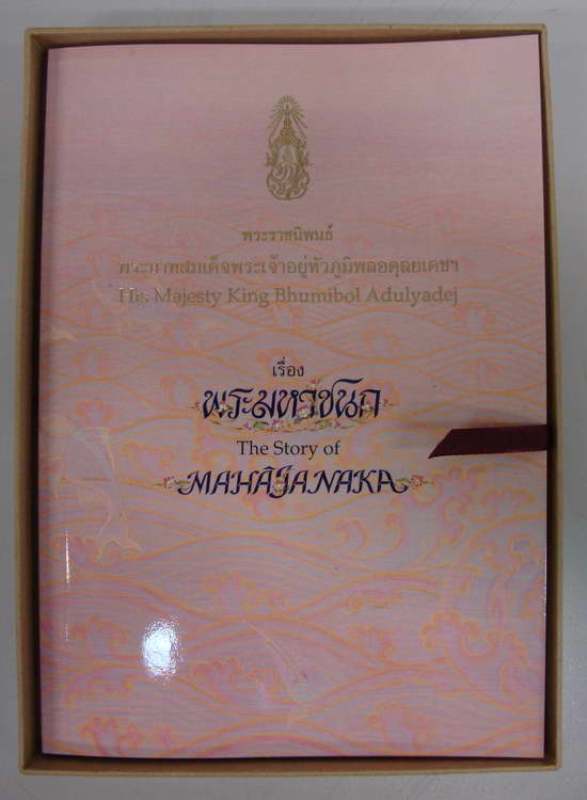 พระราชนิพนธ์
พระบาทสมเด็จพระเจ้าอยู่หัวภูมิพลอดุลยเดชฯ
His Majesty King Bhumibol Adulyadej
เรื่อง
พระมหาชนก
The Story of
MAHĀJANAKA